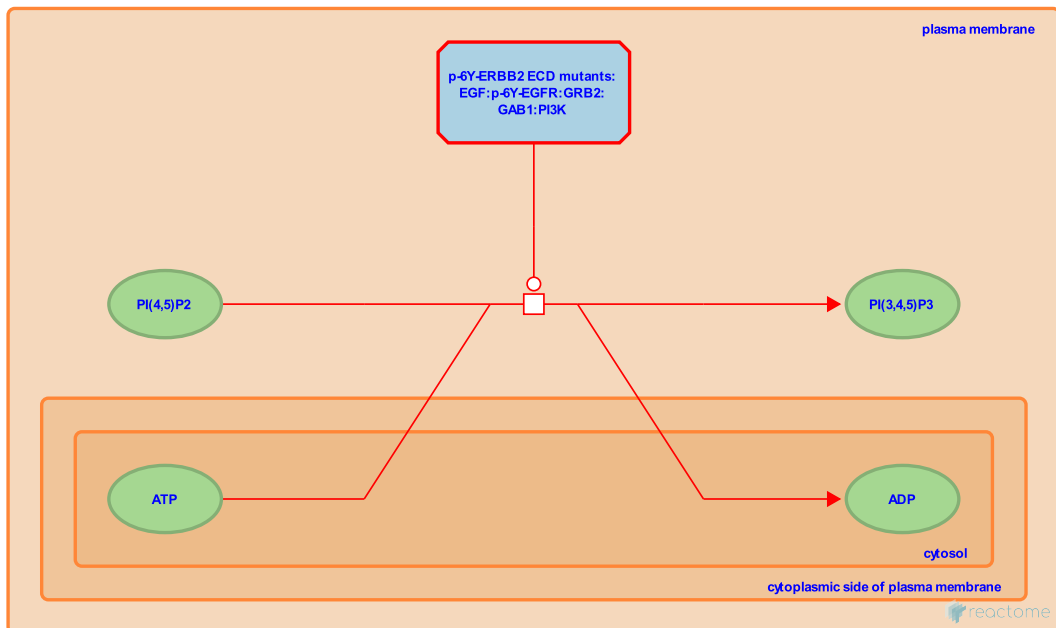 plasma membrane
p-6Y-ERBB2 ECD mutants:
EGF:p-6Y-EGFR:GRB2:
GAB1:PI3K
PI(4,5)P2
PI(3,4,5)P3
ATP
ADP
cytosol
cytoplasmic side of plasma membrane
reactome